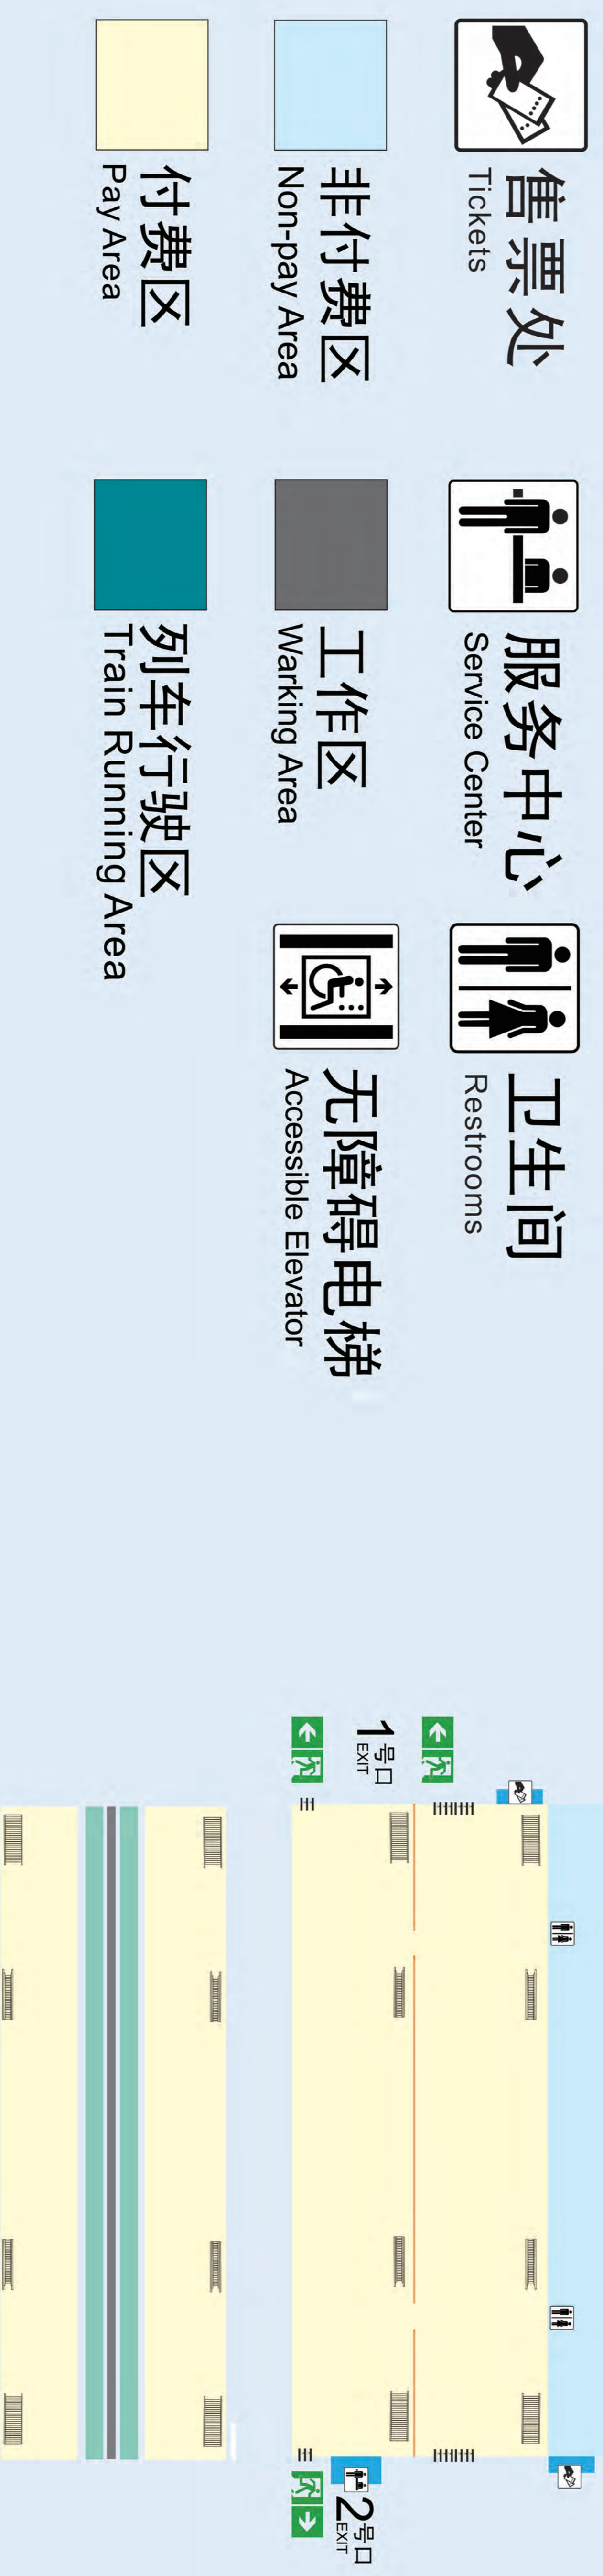 售票处
Tickets
服务中心
Service Center
卫生间
Restrooms
非付费区
Non-pay Area
工作区
Warking Area
无障碍电梯
Accessible Elevator
付费区
Pay Area
列车行驶区
Train Running Area
1号口
EXIT
2号口
EXIT